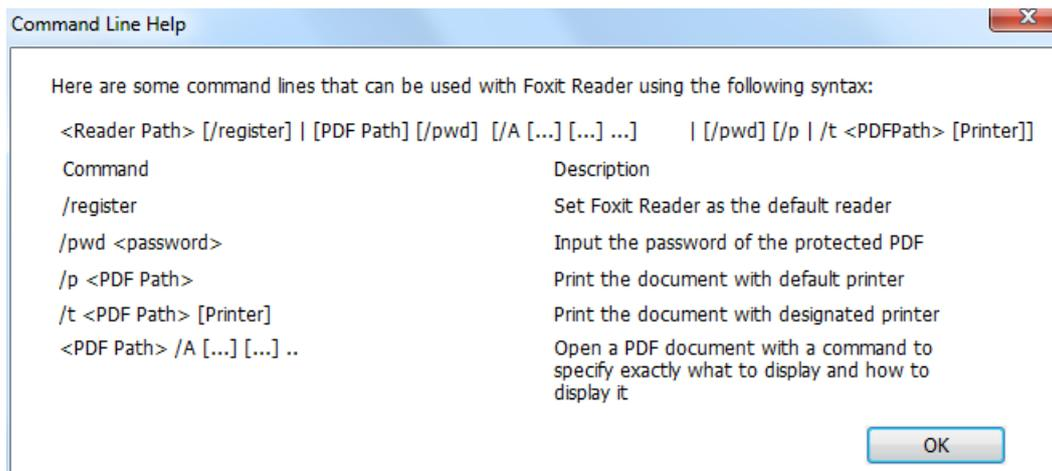 Command Line Help
Here are some command lines that can be used with Foxit Reader using the following syntax:
<Reader Path> [/register] | [PDF Path] [/pwd] [/A [...] [...] ...] | [/pwd] [/p | /t <PDFPath> [Printer]]
Command Description
/register Set Foxit Reader as the default reader
/pwd <password> Input the password of the protected PDF
/p <PDF Path> Print the document with default printer
/t <PDF Path> [Printer] Print the document with designated printer
<PDF Path> /A [...] [...] .. Open a PDF document with a command to
specify exactly what to display and how to
display it
OK